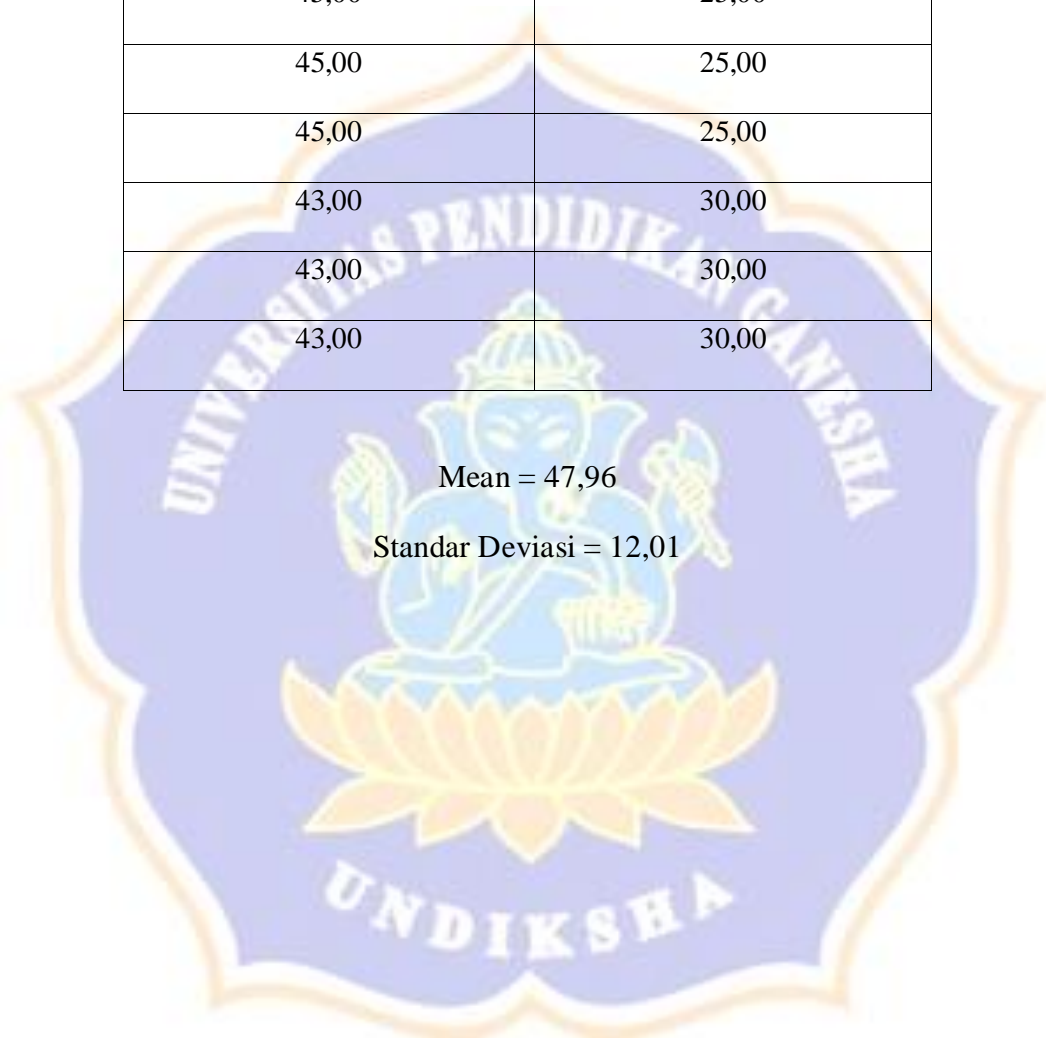 45,00 25,00
45,00 25,00
43,00 30,00
43,00 30,00
43,00 30,00
UNIVERSITAS PENDIDIKAN GANESHA
Mean = 47,96
Standar Deviasi = 12,01
UNDIKSHA